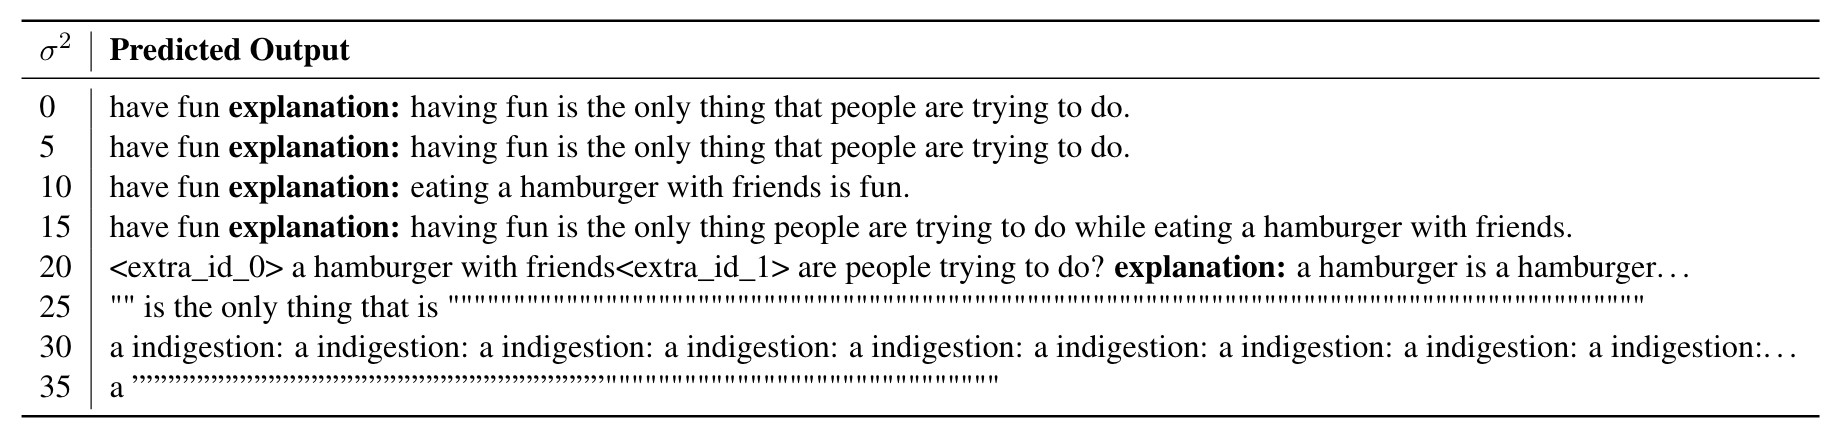 σ² Predicted Output
0 have fun explanation: having fun is the only thing that people are trying to do.
5 have fun explanation: having fun is the only thing that people are trying to do.
10 have fun explanation: eating a hamburger with friends is fun.
15 have fun explanation: having fun is the only thing people are trying to do while eating a hamburger with friends.
20 <extra_id_0> a hamburger with friends<extra_id_1> are people trying to do? explanation: a hamburger is a hamburger...
25 "" is the only thing that is """"""""""""""""""""""""""""""""""""""""""""""""""""""""""""""""""""""""""""""""""""""""""""
30 a indigestion: a indigestion: a indigestion: a indigestion: a indigestion: a indigestion: a indigestion: a indigestion: a indigestion:...
35 a ”””””””””””””””””””””””””””””””””""""""""""""""""""""""""""""""